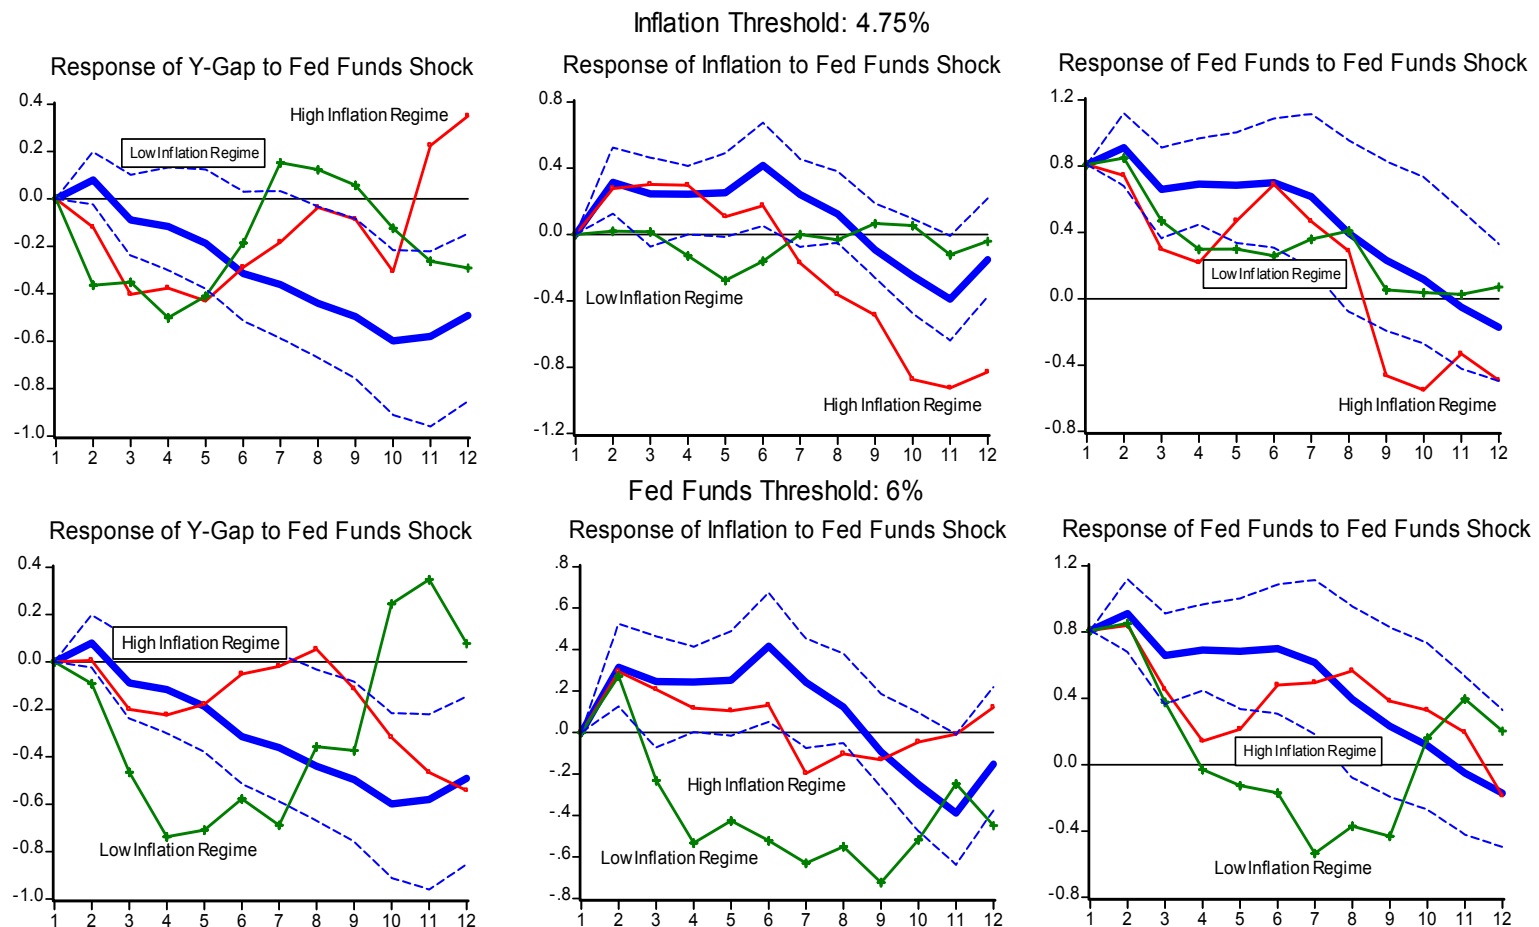 Inflation Threshold: 4.75%
Response of Y-Gap to Fed Funds Shock
0.4
0.2
0.0
-0.2
-0.4
-0.6
-0.8
-1.0
1 2 3 4 5 6 7 8 9 10 11 12
High Inflation Regime
Low Inflation Regime
Response of Inflation to Fed Funds Shock
0.8
0.4
0.0
-0.4
-0.8
-1.2
1 2 3 4 5 6 7 8 9 10 11 12
Low Inflation Regime
High Inflation Regime
Response of Fed Funds to Fed Funds Shock
1.2
0.8
0.4
0.0
-0.4
-0.8
1 2 3 4 5 6 7 8 9 10 11 12
Low Inflation Regime
High Inflation Regime
Fed Funds Threshold: 6%
Response of Y-Gap to Fed Funds Shock
0.4
0.2
0.0
-0.2
-0.4
-0.6
-0.8
-1.0
1 2 3 4 5 6 7 8 9 10 11 12
High Inflation Regime
Low Inflation Regime
Response of Inflation to Fed Funds Shock
.8
.6
.4
.2
.0
-.2
-.4
-.6
-.8
1 2 3 4 5 6 7 8 9 10 11 12
High Inflation Regime
Low Inflation Regime
Response of Fed Funds to Fed Funds Shock
1.2
0.8
0.4
0.0
-0.4
-0.8
1 2 3 4 5 6 7 8 9 10 11 12
High Inflation Regime
Low Inflation Regime